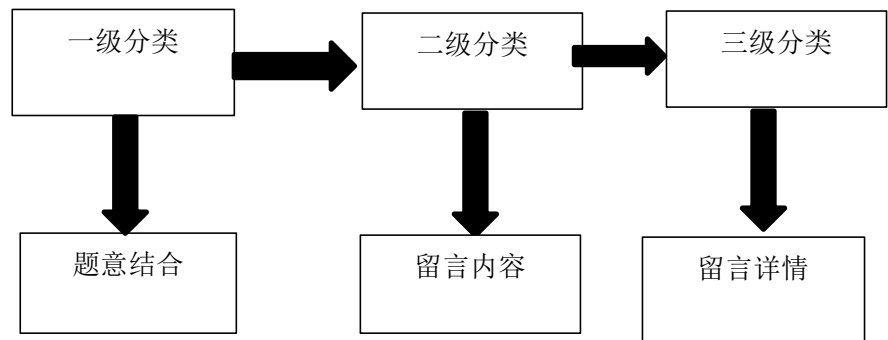 一级分类
二级分类
三级分类
题意结合
留言内容
留言详情